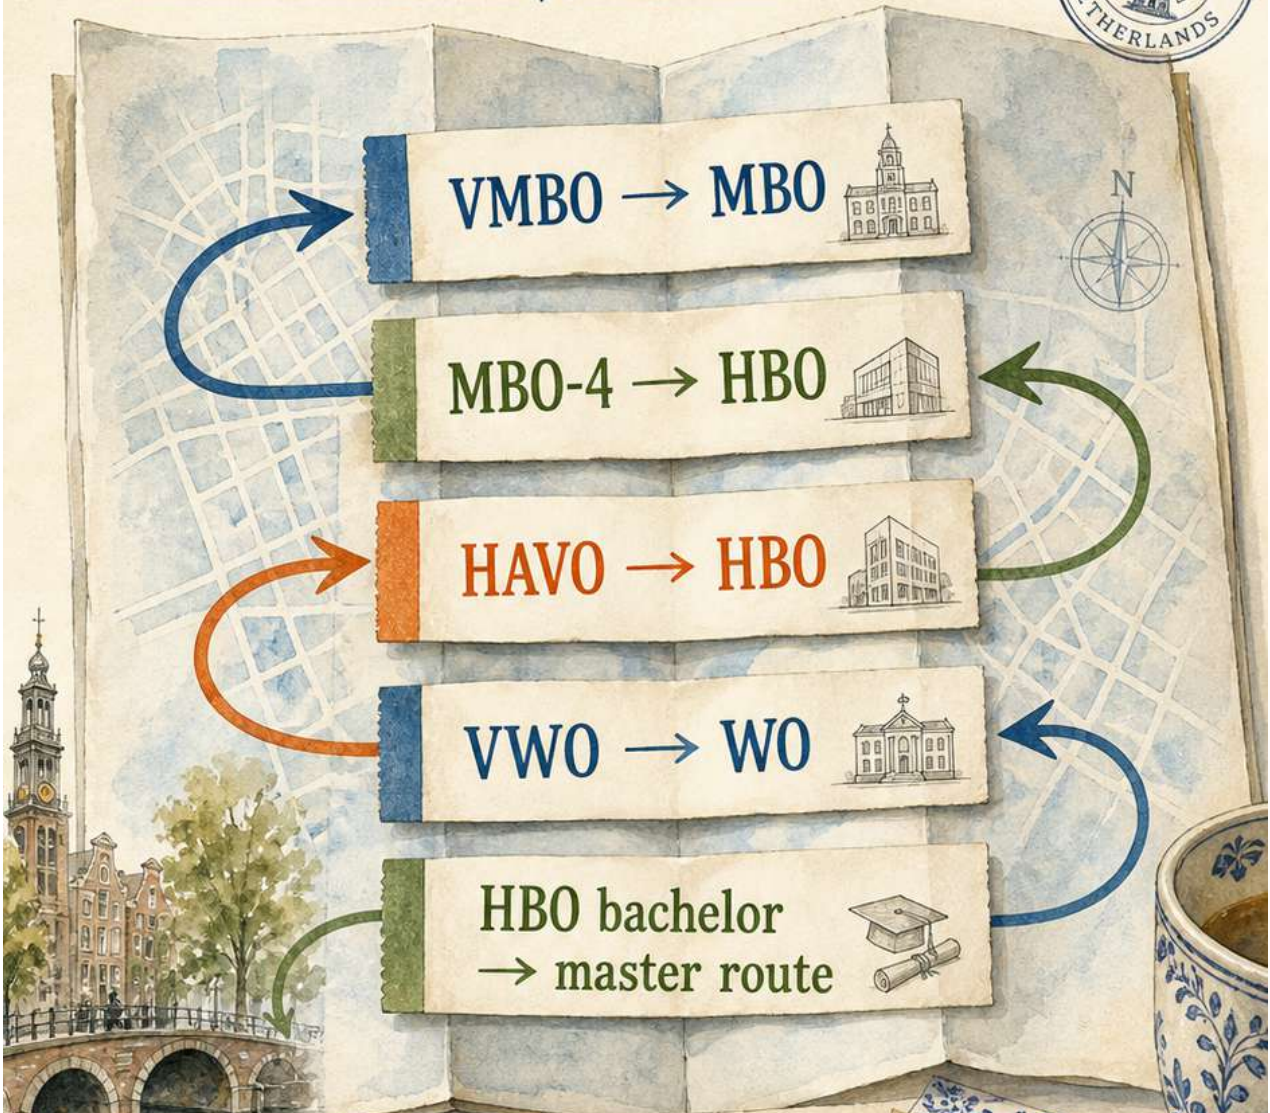 THERLANDS
VMBO → MBO
N
MBO-4 → HBO
HAVO → HBO
VWO → WO
HBO bachelor
→ master route